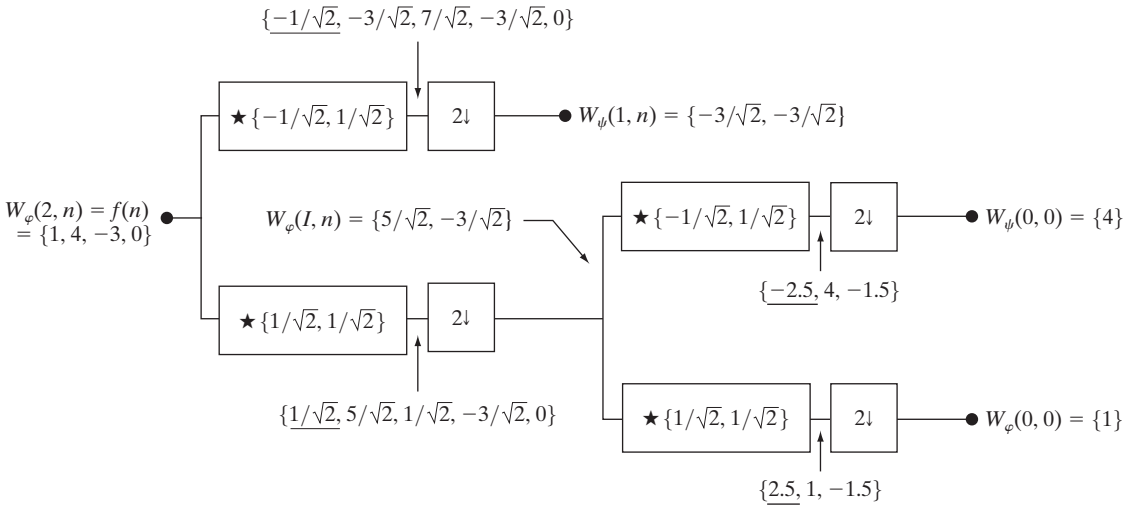 {−1/√2, −3/√2, 7/√2, −3/√2, 0}
★ {−1/√2, 1/√2}
2↓
W_ψ(1, n) = {−3/√2, −3/√2}
W_φ(2, n) = f(n)
= {1, 4, −3, 0}
W_φ(I, n) = {5/√2, −3/√2}
★ {−1/√2, 1/√2}
2↓
W_ψ(0, 0) = {4}
{−2.5, 4, −1.5}
★ {1/√2, 1/√2}
2↓
{1/√2, 5/√2, 1/√2, −3/√2, 0}
★ {1/√2, 1/√2}
2↓
W_φ(0, 0) = {1}
{2.5, 1, −1.5}